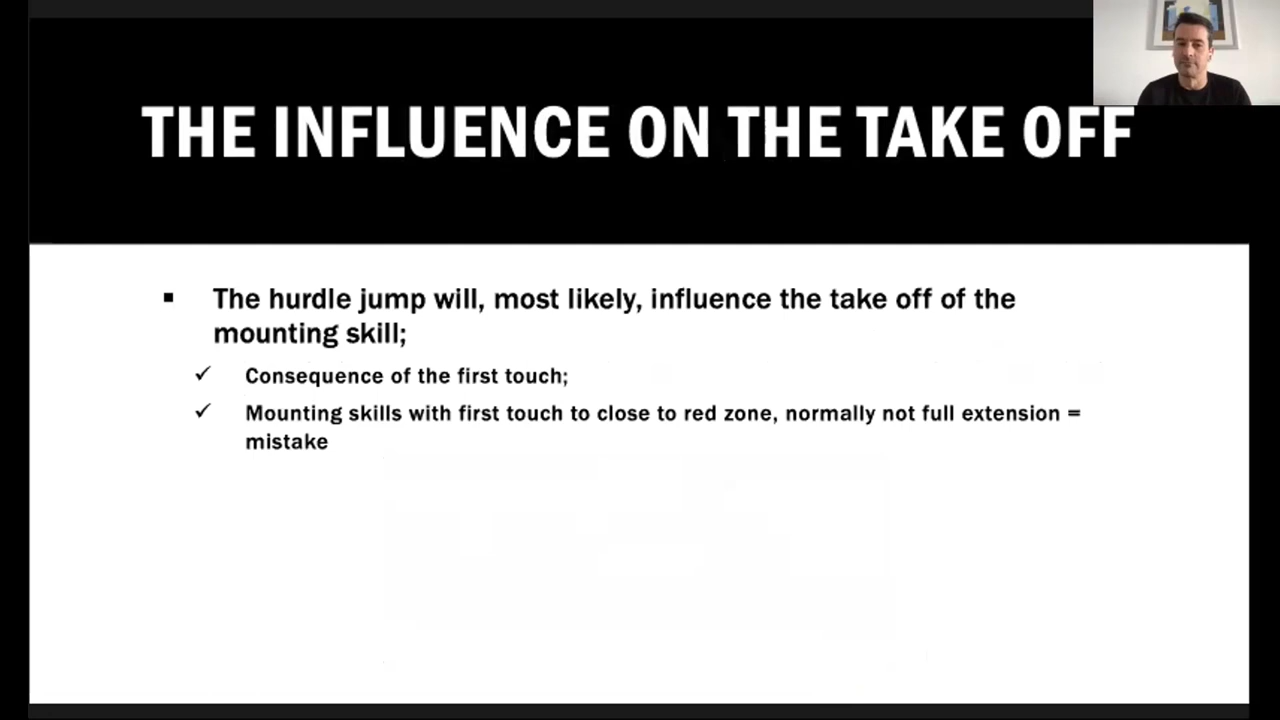 THE INFLUENCE ON THE TAKE OFF
The hurdle jump will, most likely, influence the take off of the
mounting skill;
Consequence of the first touch;
Mounting skills with first touch to close to red zone, normally not full extension =
mistake